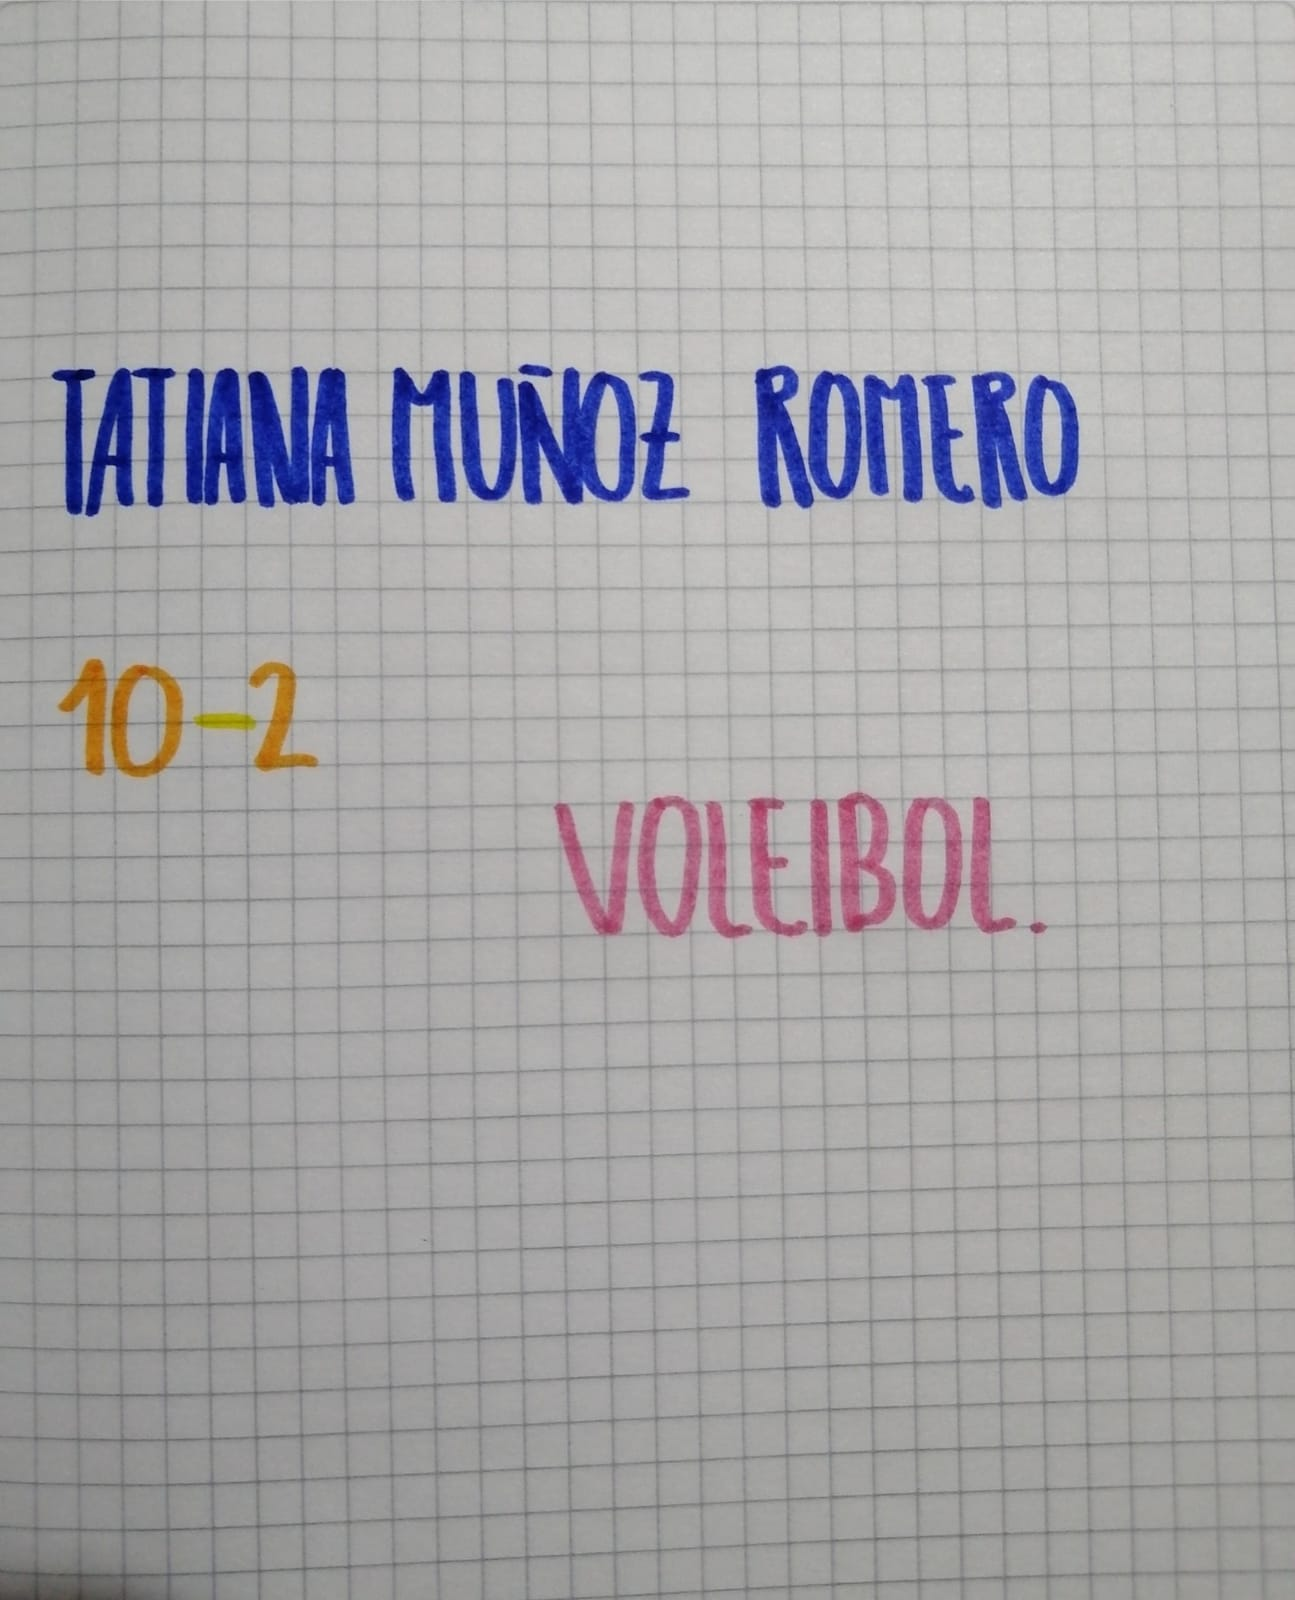 TATIANA MUÑOZ ROMERO
10-2
VOLEIBOL.